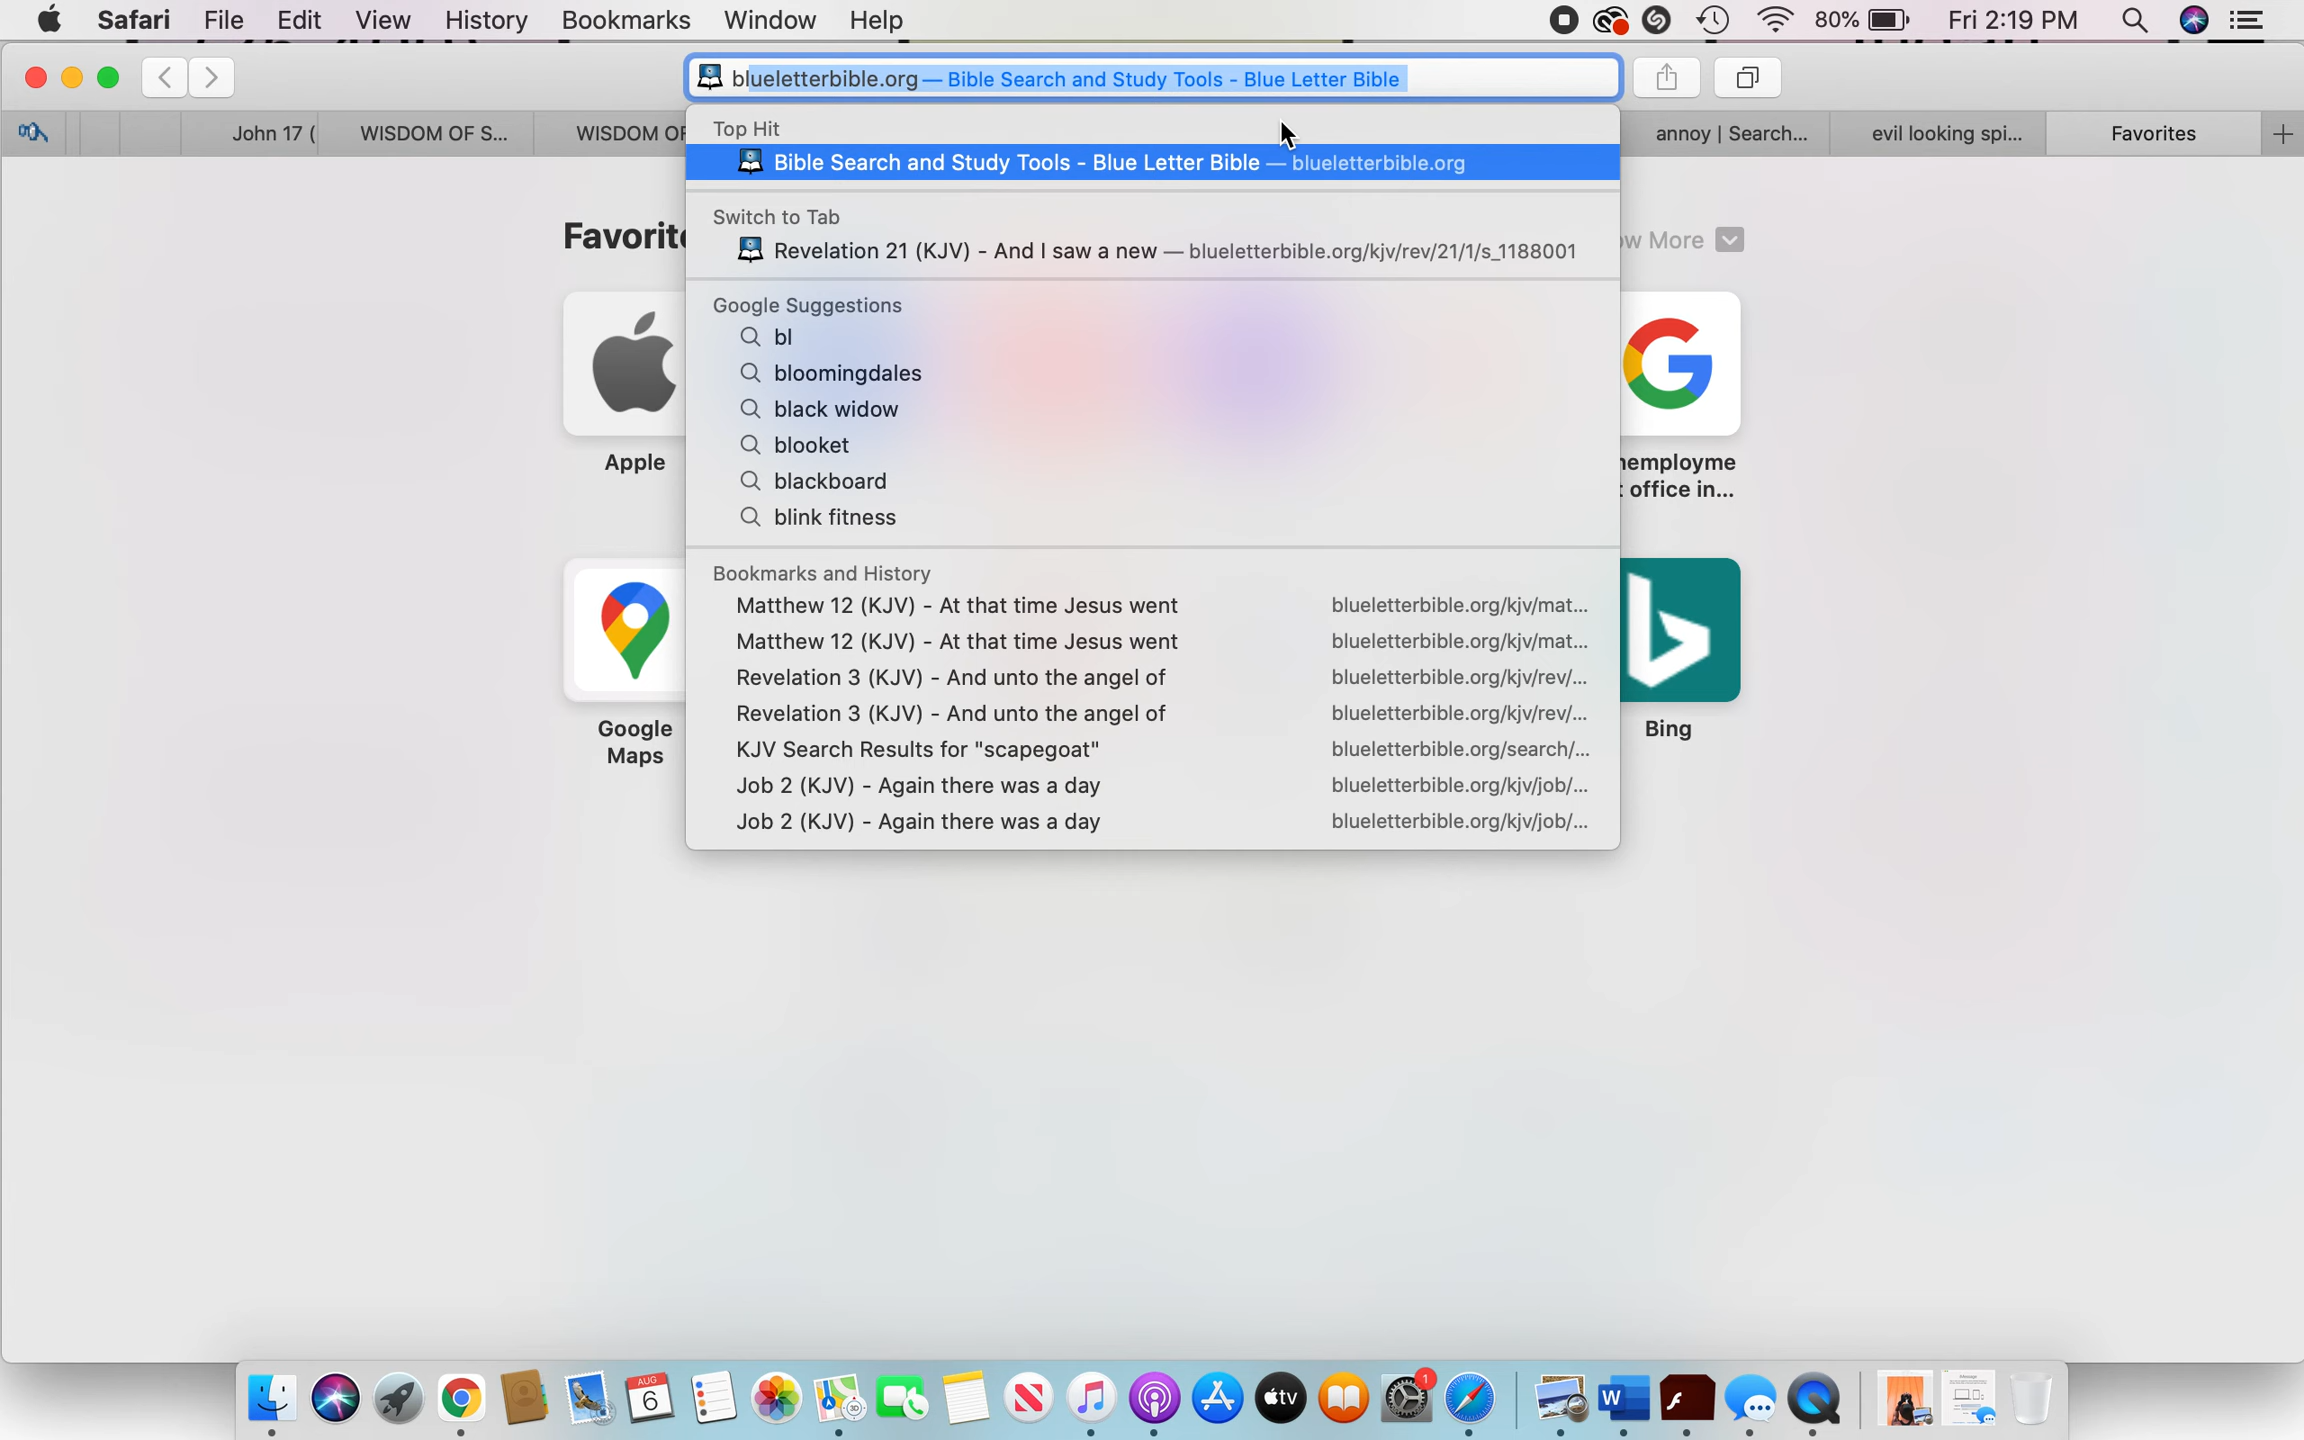 Safari File Edit View History Bookmarks Window Help 80% Fri 2:19 PM
blueletterbible.org — Bible Search and Study Tools - Blue Letter Bible
John 17 ( WISDOM OF S... WISDOM OF annoy | Search... evil looking spi... Favorites
Top Hit
Bible Search and Study Tools - Blue Letter Bible — blueletterbible.org
Switch to Tab
Revelation 21 (KJV) - And I saw a new — blueletterbible.org/kjv/rev/21/1/s_1188001
Google Suggestions
bl
bloomingdales
black widow
blooket
blackboard
blink fitness
Bookmarks and History
Matthew 12 (KJV) - At that time Jesus went blueletterbible.org/kjv/mat...
Matthew 12 (KJV) - At that time Jesus went blueletterbible.org/kjv/mat...
Revelation 3 (KJV) - And unto the angel of blueletterbible.org/kjv/rev/...
Revelation 3 (KJV) - And unto the angel of blueletterbible.org/kjv/rev/...
KJV Search Results for "scapegoat" blueletterbible.org/search/...
Job 2 (KJV) - Again there was a day blueletterbible.org/kjv/job/...
Job 2 (KJV) - Again there was a day blueletterbible.org/kjv/job/...
Favorit
w More
Apple
employme
office in...
Google
Maps
Bing
AUG
6
3D
tv
1
W